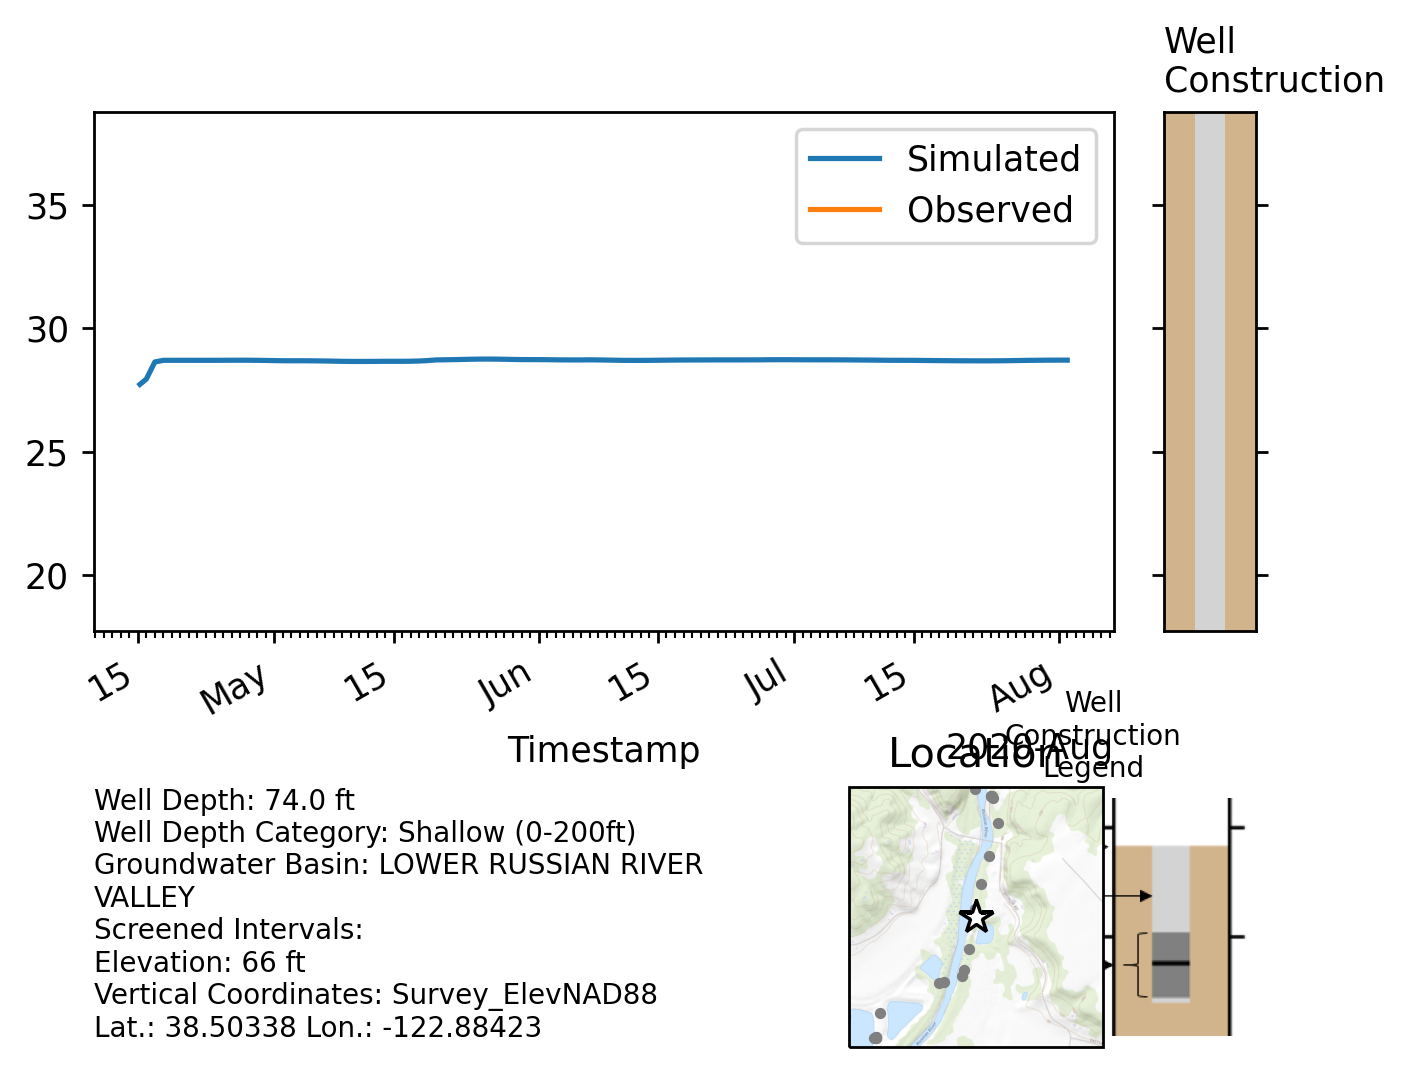 Well
Construction
Simulated
Observed
35
30
25
20
15
May
15
Jun
15
Jul
15
Aug
2020-Aug
Timestamp
Well
Construction
Legend
Location
Well Depth: 74.0 ft
Well Depth Category: Shallow (0-200ft)
Groundwater Basin: LOWER RUSSIAN RIVER
VALLEY
Screened Intervals:
Elevation: 66 ft
Vertical Coordinates: Survey_ElevNAD88
Lat.: 38.50338 Lon.: -122.88423